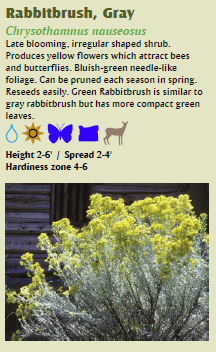 Rabbitbrush, Gray
Chrysothamnus nauseosus
Late blooming, irregular shaped shrub.
Produces yellow flowers which attract bees
and butterflies. Bluish-green needle-like
foliage. Can be pruned each season in spring.
Reseeds easily. Green Rabbitbrush is similar to
gray rabbitbrush but has more compact green
leaves.
Height 2-6' / Spread 2-4'
Hardiness zone 4-6